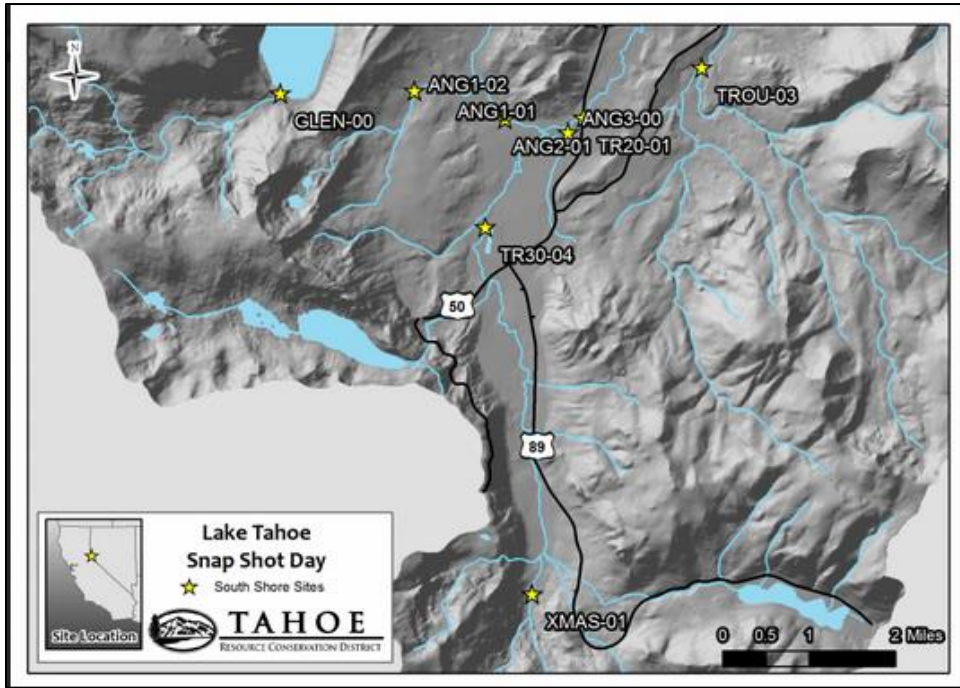 N
GLEN-00
ANG1-02
ANG1-01
ANG3-00
ANG2-01 TR20-01
TROU-03
TR30-04
50
89
XMAS-01
Lake Tahoe
Snap Shot Day
South Shore Sites
Site Location
TAHOE
RESOURCE CONSERVATION DISTRICT
0 0.5 1 2 Miles